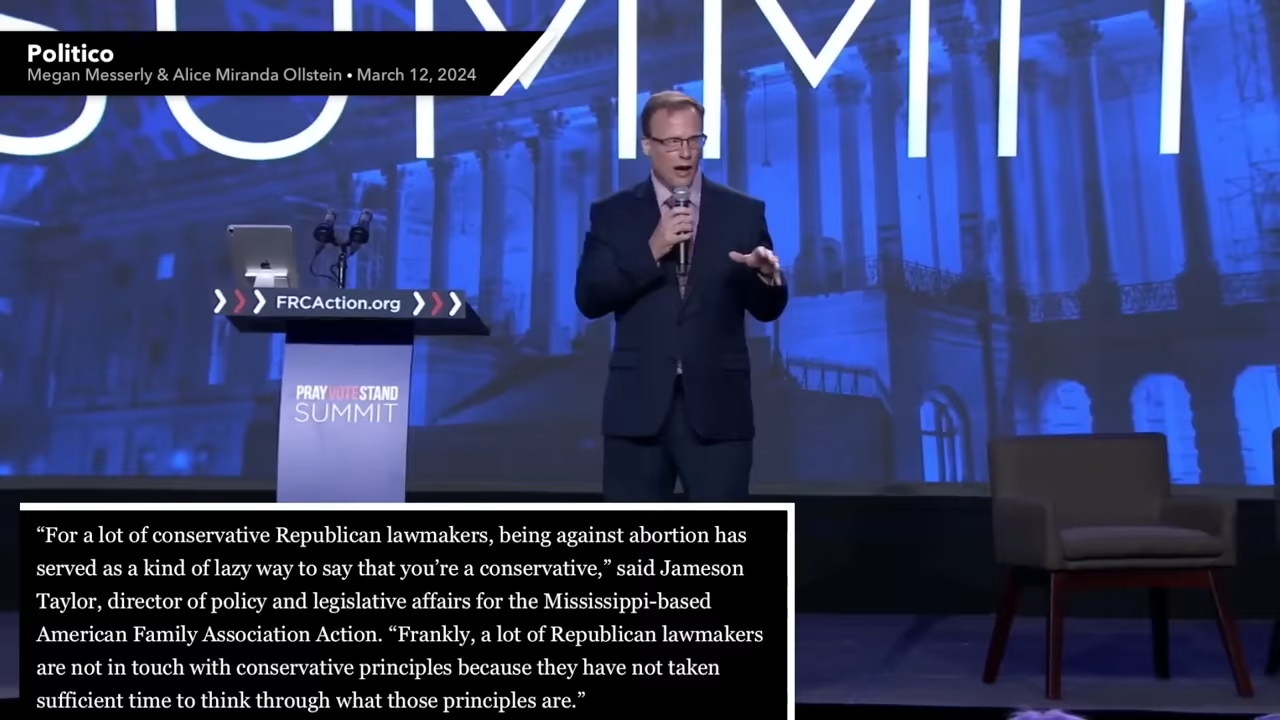 SUMMIT
Politico
Megan Messerly & Alice Miranda Ollstein • March 12, 2024
FRCAction.org
PRAYVOTESTAND
SUMMIT
“For a lot of conservative Republican lawmakers, being against abortion has
served as a kind of lazy way to say that you’re a conservative,” said Jameson
Taylor, director of policy and legislative affairs for the Mississippi-based
American Family Association Action. “Frankly, a lot of Republican lawmakers
are not in touch with conservative principles because they have not taken
sufficient time to think through what those principles are.”